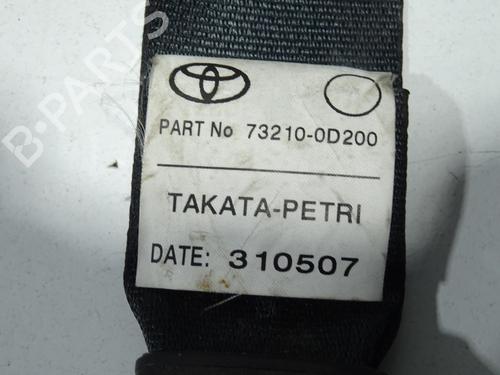 PART No 73210-0D200
TAKATA-PETRI
DATE: 310507
B-PARTS